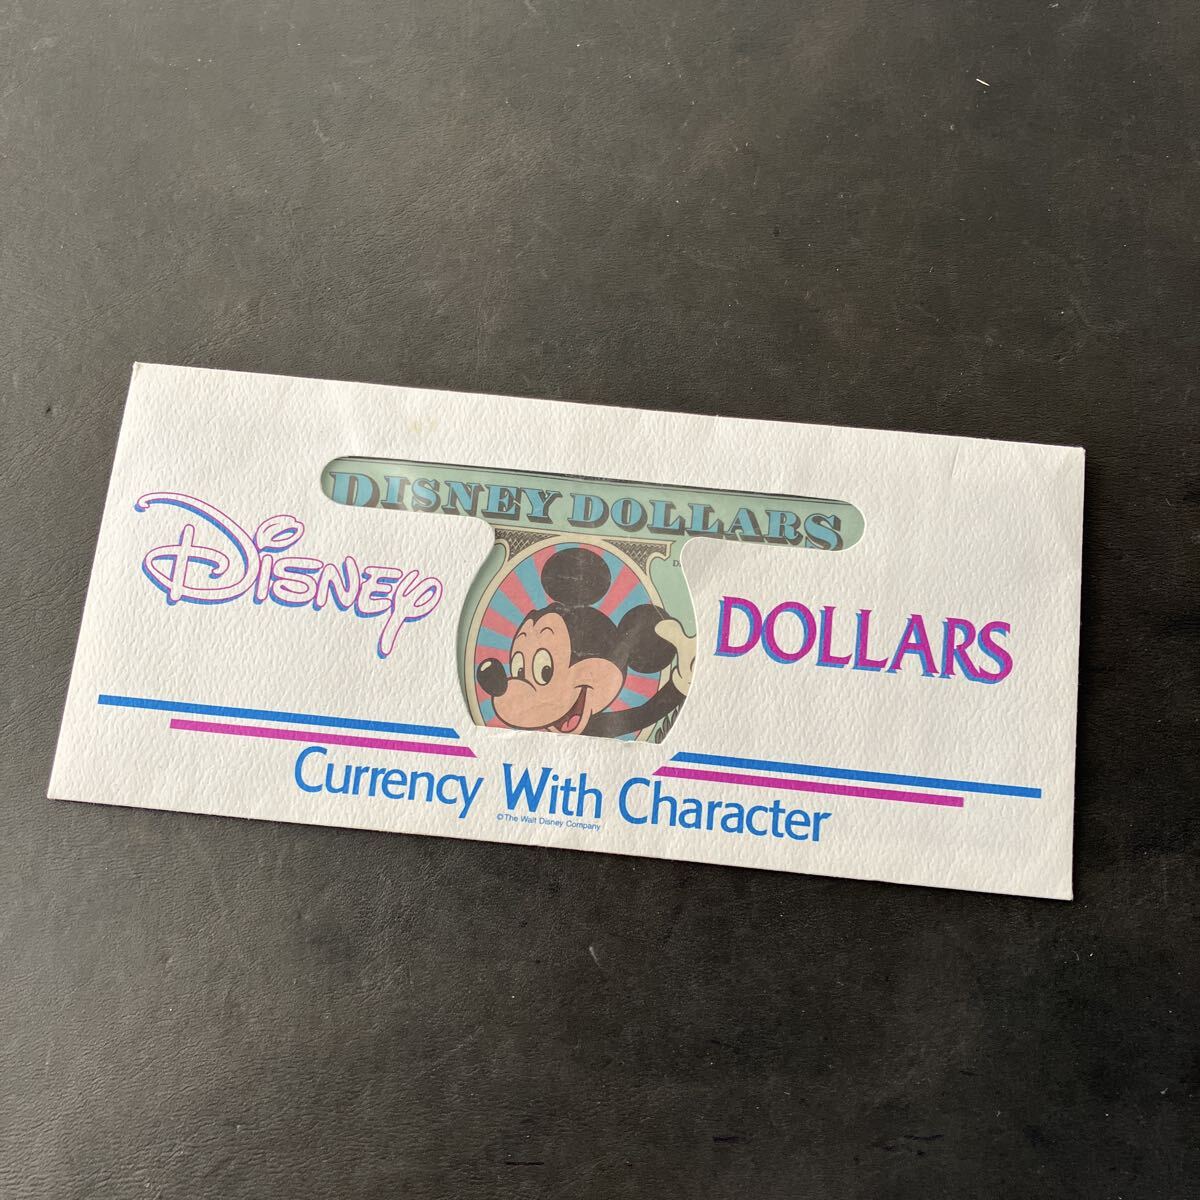 DISNEY DOLLARS
D
DISNEY
DOLLARS
Currency With Character
©The Walt Disney Company